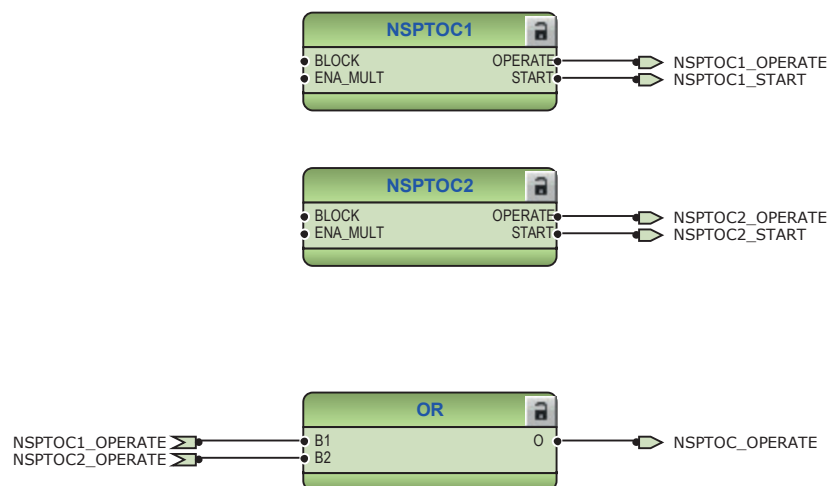 NSPTOC1
BLOCK OPERATE NSPTOC1_OPERATE
ENA_MULT START NSPTOC1_START
NSPTOC2
BLOCK OPERATE NSPTOC2_OPERATE
ENA_MULT START NSPTOC2_START
OR
NSPTOC1_OPERATE B1 O NSPTOC_OPERATE
NSPTOC2_OPERATE B2